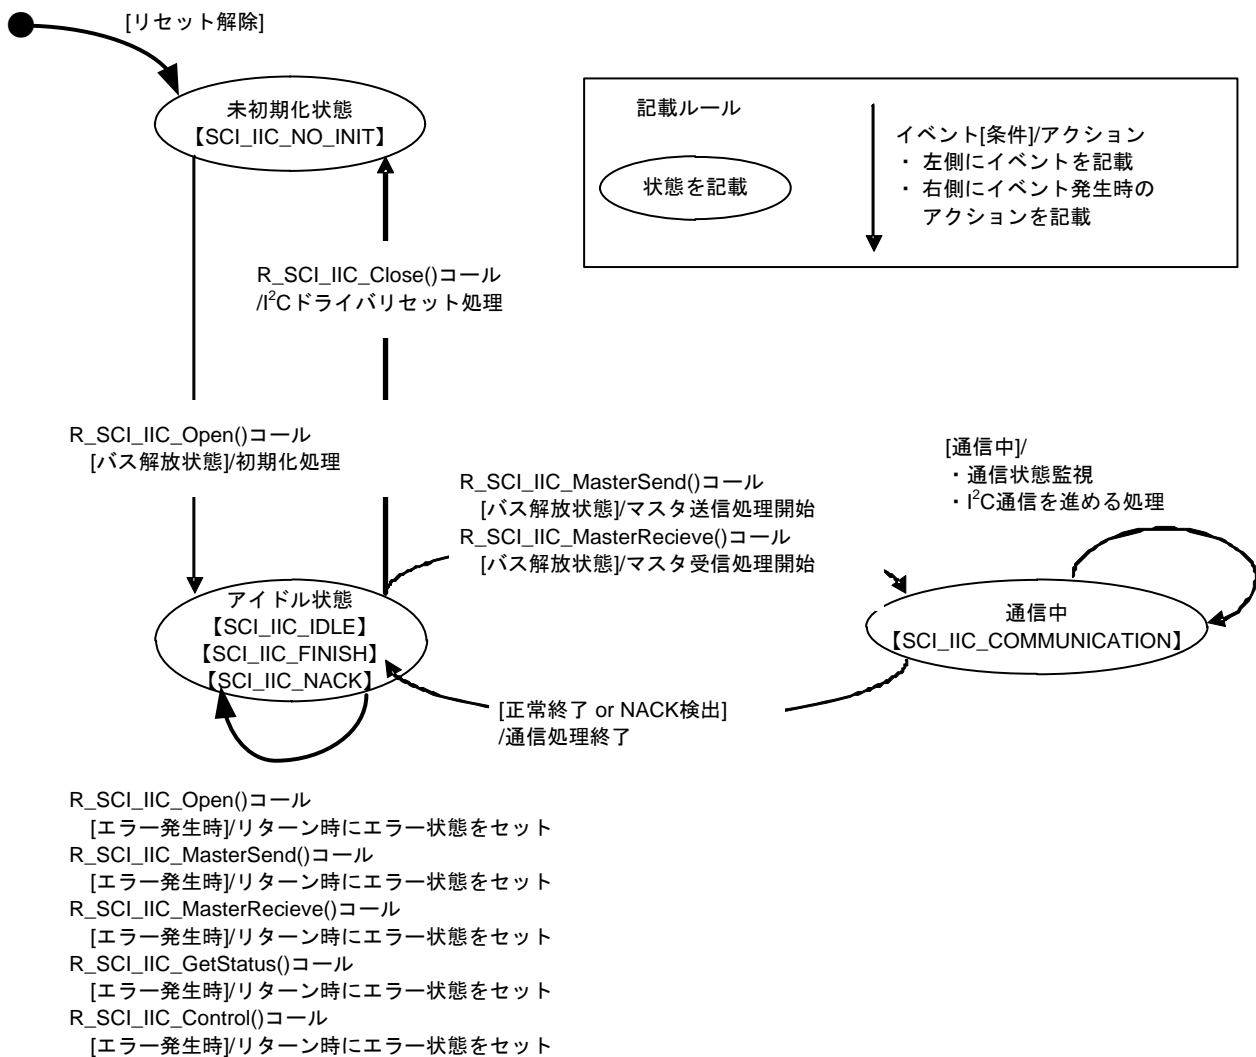 [リセット解除]
未初期化状態
【SCI_IIC_NO_INIT】
記載ルール
状態を記載
イベント[条件]/アクション
・ 左側にイベントを記載
・ 右側にイベント発生時の
アクションを記載
R_SCI_IIC_Close()コール
/I²Cドライバリセット処理
R_SCI_IIC_Open()コール
[バス解放状態]/初期化処理
R_SCI_IIC_MasterSend()コール
[バス解放状態]/マスタ送信処理開始
R_SCI_IIC_MasterRecieve()コール
[バス解放状態]/マスタ受信処理開始
[通信中]/
・通信状態監視
・I²C通信を進める処理
アイドル状態
【SCI_IIC_IDLE】
【SCI_IIC_FINISH】
【SCI_IIC_NACK】
通信中
【SCI_IIC_COMMUNICATION】
[正常終了 or NACK検出]
/通信処理終了
R_SCI_IIC_Open()コール
[エラー発生時]/リターン時にエラー状態をセット
R_SCI_IIC_MasterSend()コール
[エラー発生時]/リターン時にエラー状態をセット
R_SCI_IIC_MasterRecieve()コール
[エラー発生時]/リターン時にエラー状態をセット
R_SCI_IIC_GetStatus()コール
[エラー発生時]/リターン時にエラー状態をセット
R_SCI_IIC_Control()コール
[エラー発生時]/リターン時にエラー状態をセット